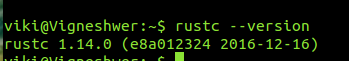 viki@Vigneshwer:~$ rustc --version
rustc 1.14.0 (e8a012324 2016-12-16)
viki@Vigneshwer:~$